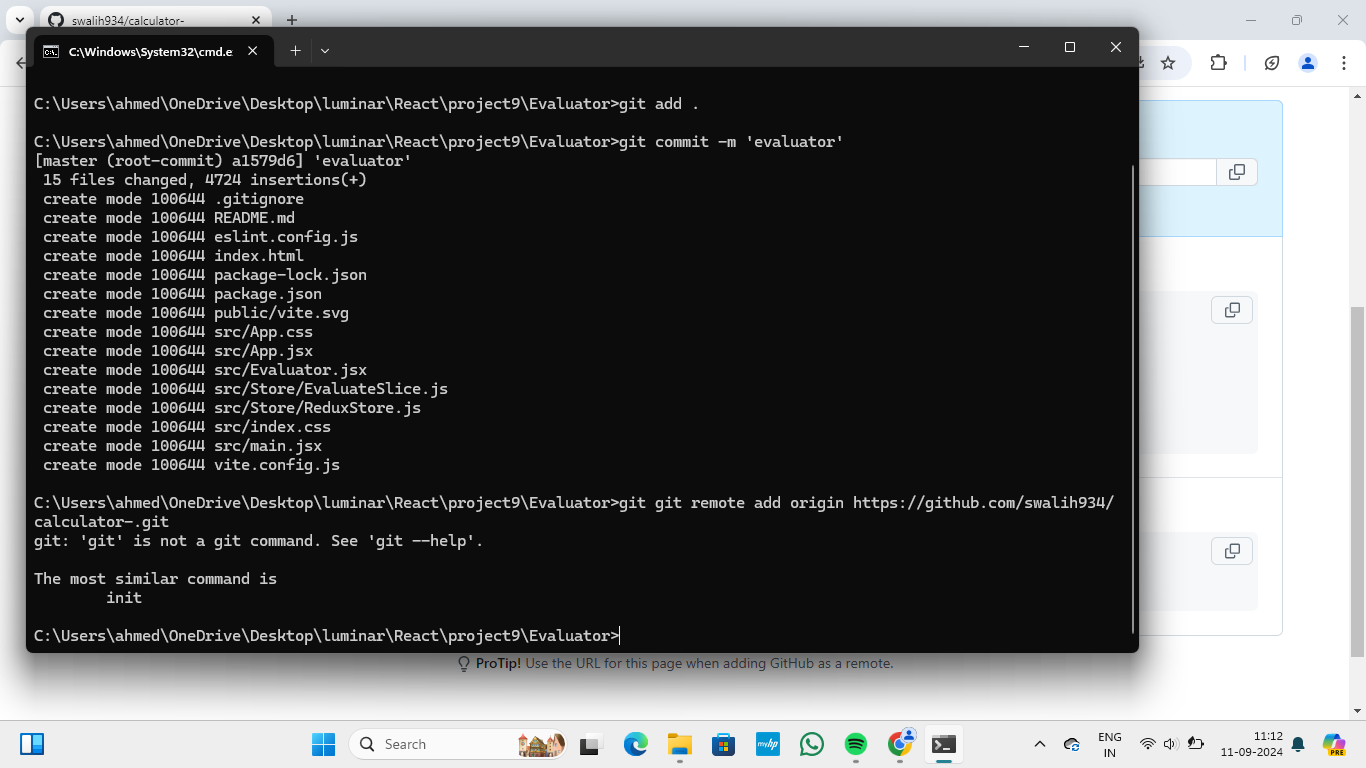 swalih934/calculator-
C:\Windows\System32\cmd.e
C:\Users\ahmed\OneDrive\Desktop\luminar\React\project9\Evaluator>git add .
C:\Users\ahmed\OneDrive\Desktop\luminar\React\project9\Evaluator>git commit -m 'evaluator'
[master (root-commit) a1579d6] 'evaluator'
 15 files changed, 4724 insertions(+)
 create mode 100644 .gitignore
 create mode 100644 README.md
 create mode 100644 eslint.config.js
 create mode 100644 index.html
 create mode 100644 package-lock.json
 create mode 100644 package.json
 create mode 100644 public/vite.svg
 create mode 100644 src/App.css
 create mode 100644 src/App.jsx
 create mode 100644 src/Evaluator.jsx
 create mode 100644 src/Store/EvaluateSlice.js
 create mode 100644 src/Store/ReduxStore.js
 create mode 100644 src/index.css
 create mode 100644 src/main.jsx
 create mode 100644 vite.config.js
C:\Users\ahmed\OneDrive\Desktop\luminar\React\project9\Evaluator>git git remote add origin https://github.com/swalih934/
calculator-.git
git: 'git' is not a git command. See 'git --help'.
The most similar command is
        init
C:\Users\ahmed\OneDrive\Desktop\luminar\React\project9\Evaluator>
ProTip! Use the URL for this page when adding GitHub as a remote.
Search
myhp
ENG
IN
11:12
11-09-2024
PRE